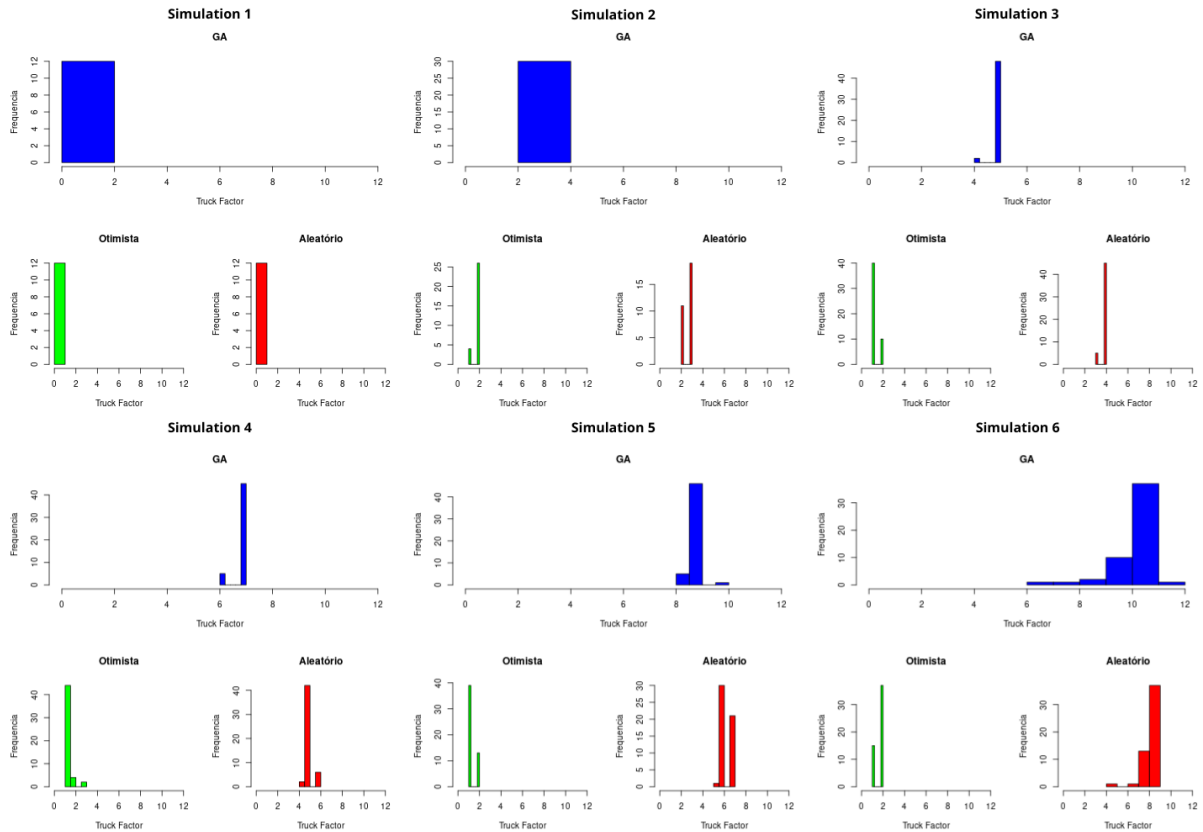 Simulation 1
GA
Frequencia
0 2 4 6 8 10 12
0 2 4 6 8 10 12
Truck Factor
Otimista
Frequencia
0 2 4 6 8 10 12
0 2 4 6 8 10 12
Truck Factor
Aleatório
Frequencia
0 2 4 6 8 10 12
0 2 4 6 8 10 12
Truck Factor
Simulation 2
GA
Frequencia
0 5 10 15 20 25 30
0 2 4 6 8 10 12
Truck Factor
Otimista
Frequencia
0 5 10 15 20 25
0 2 4 6 8 10 12
Truck Factor
Aleatório
Frequencia
0 5 10 15
0 2 4 6 8 10 12
Truck Factor
Simulation 3
GA
Frequencia
0 10 20 30 40
0 2 4 6 8 10 12
Truck Factor
Otimista
Frequencia
0 10 20 30 40
0 2 4 6 8 10 12
Truck Factor
Aleatório
Frequencia
0 10 20 30 40
0 2 4 6 8 10 12
Truck Factor
Simulation 4
GA
Frequencia
0 10 20 30 40
0 2 4 6 8 10 12
Truck Factor
Otimista
Frequencia
0 10 20 30 40
0 2 4 6 8 10 12
Truck Factor
Aleatório
Frequencia
0 10 20 30 40
0 2 4 6 8 10 12
Truck Factor
Simulation 5
GA
Frequencia
0 10 20 30 40
0 2 4 6 8 10 12
Truck Factor
Otimista
Frequencia
0 10 20 30 40
0 2 4 6 8 10 12
Truck Factor
Aleatório
Frequencia
0 5 10 15 20 25 30
0 2 4 6 8 10 12
Truck Factor
Simulation 6
GA
Frequencia
0 10 20 30
0 2 4 6 8 10 12
Truck Factor
Otimista
Frequencia
0 10 20 30
0 2 4 6 8 10 12
Truck Factor
Aleatório
Frequencia
0 10 20 30
0 2 4 6 8 10 12
Truck Factor